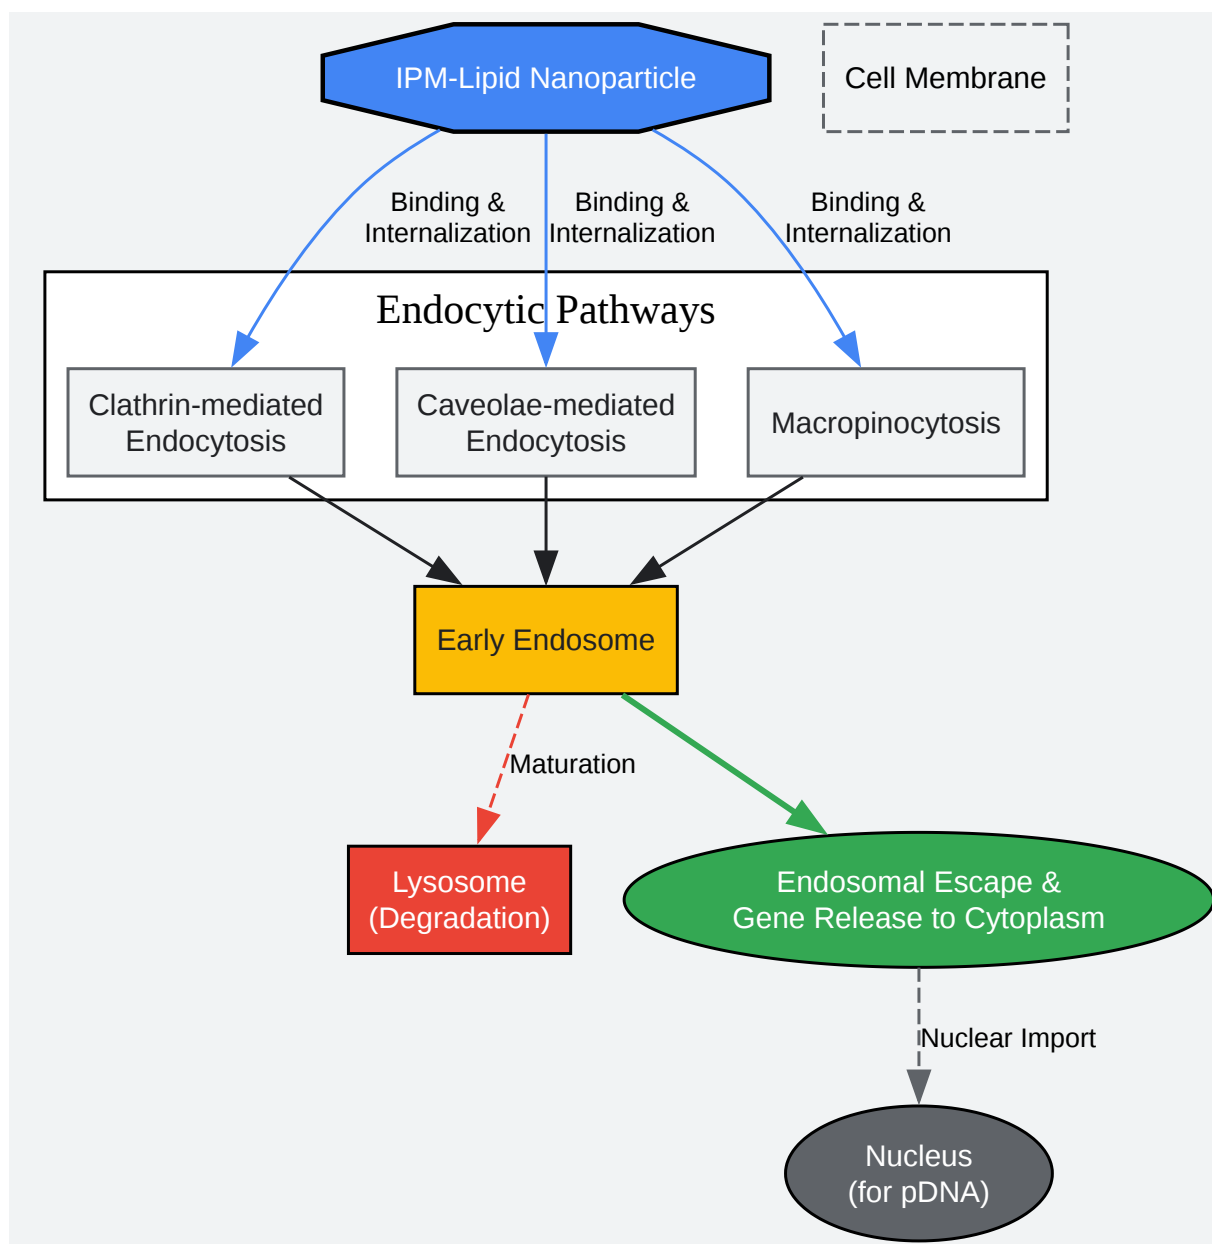 IPM-Lipid Nanoparticle
Cell Membrane
Binding &
Internalization
Binding &
Internalization
Binding &
Internalization
Endocytic Pathways
Clathrin-mediated
Endocytosis
Caveolae-mediated
Endocytosis
Macropinocytosis
Early Endosome
Maturation
Lysosome
(Degradation)
Endosomal Escape &
Gene Release to Cytoplasm
Nuclear Import
Nucleus
(for pDNA)